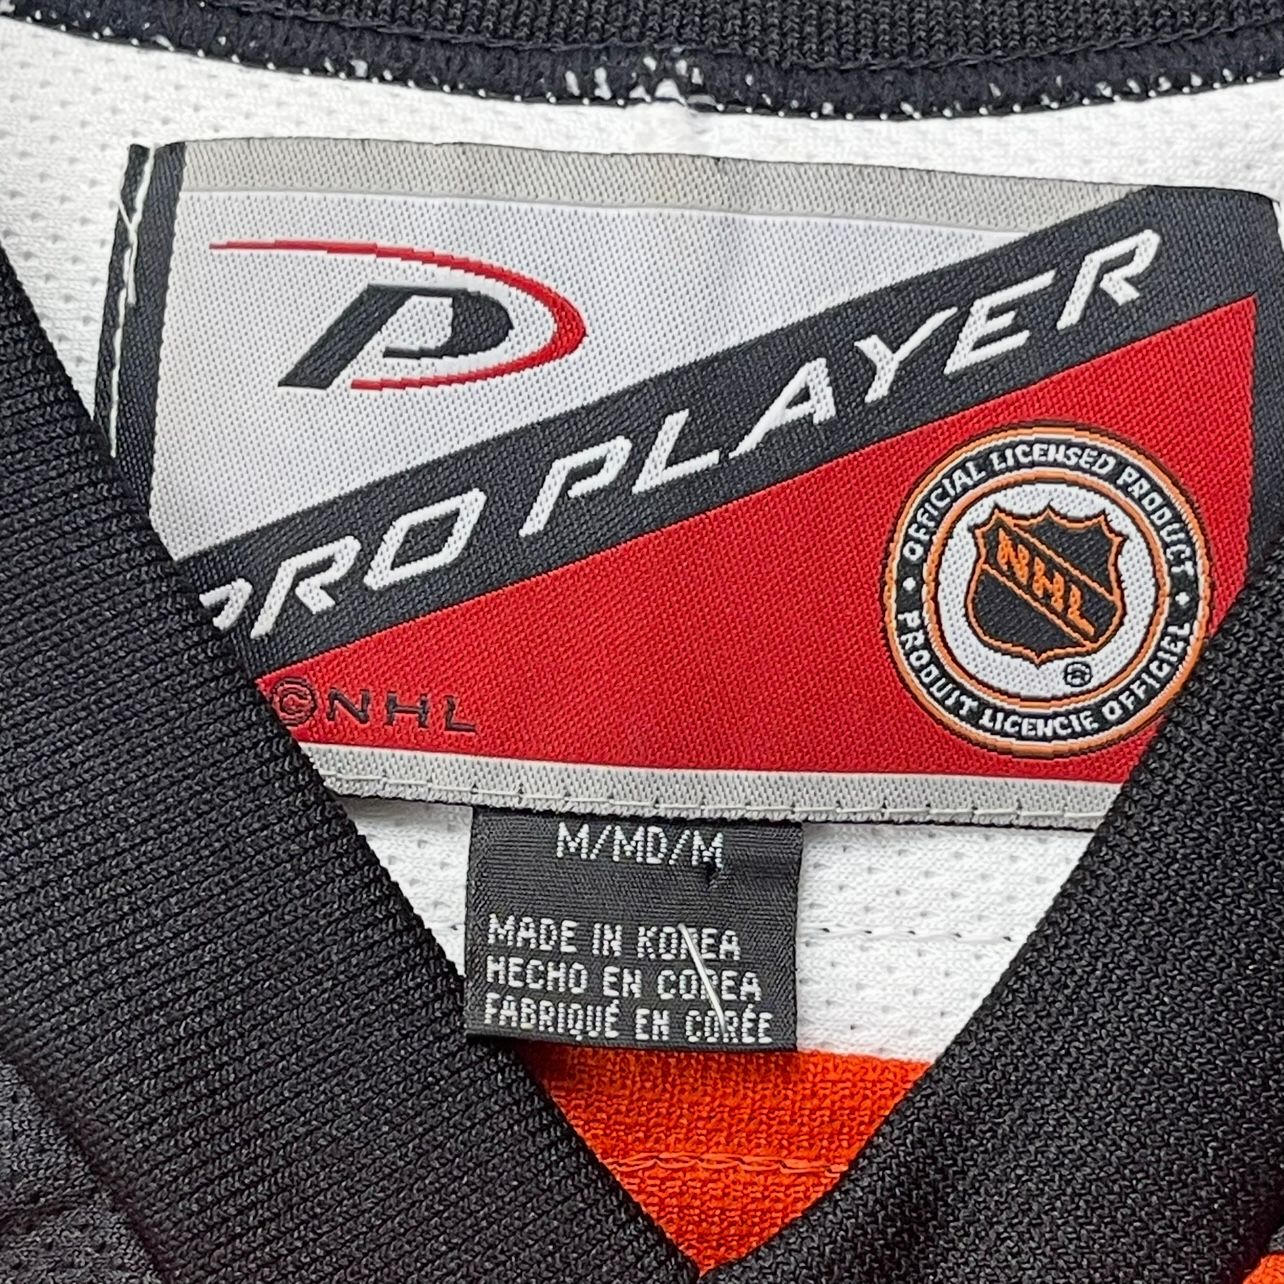 P
PRO PLAYER
OFFICIAL LICENSED PRODUCT
NHL
®
PRODUIT LICENCIE OFFICIEL
©NHL
M/MD/M
MADE IN KOREA
HECHO EN COREA
FABRIQUÉ EN CORÉE